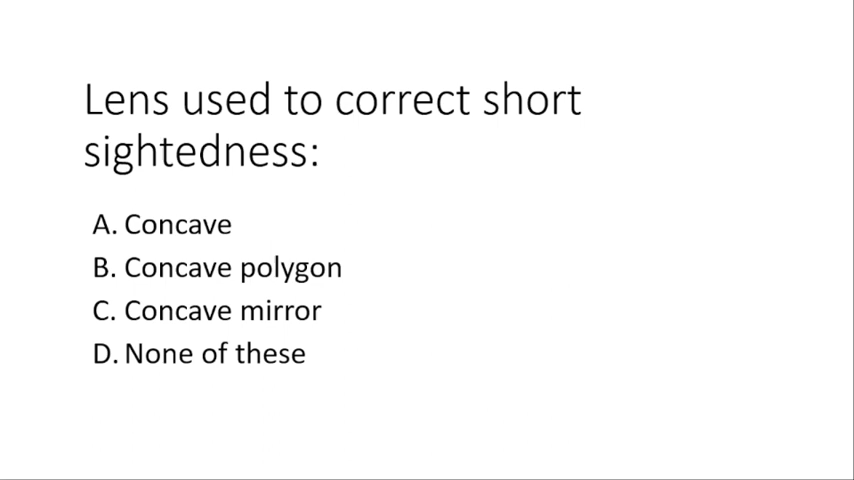 Lens used to correct short
sightedness:
A. Concave
B. Concave polygon
C. Concave mirror
D. None of these